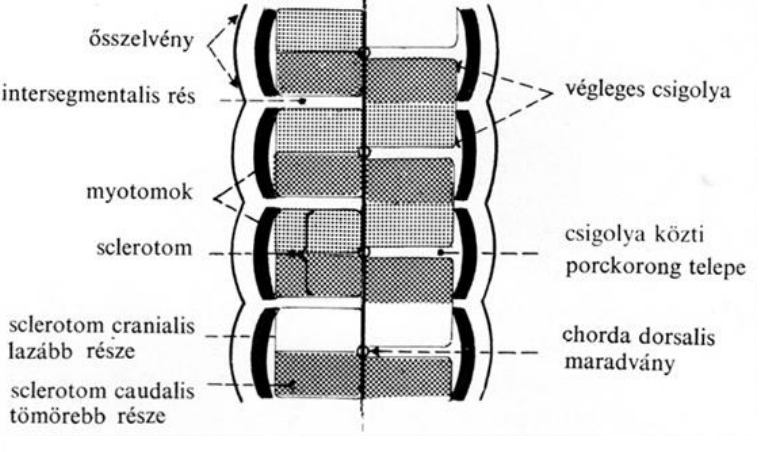 ősszelvény
intersegmentalis rés
myotomok
sclerotom
sclerotom cranialis
lazább része
sclerotom caudalis
tömörebb része
végleges csigolya
csigolya közti
porckorong telepe
chorda dorsalis
maradvány